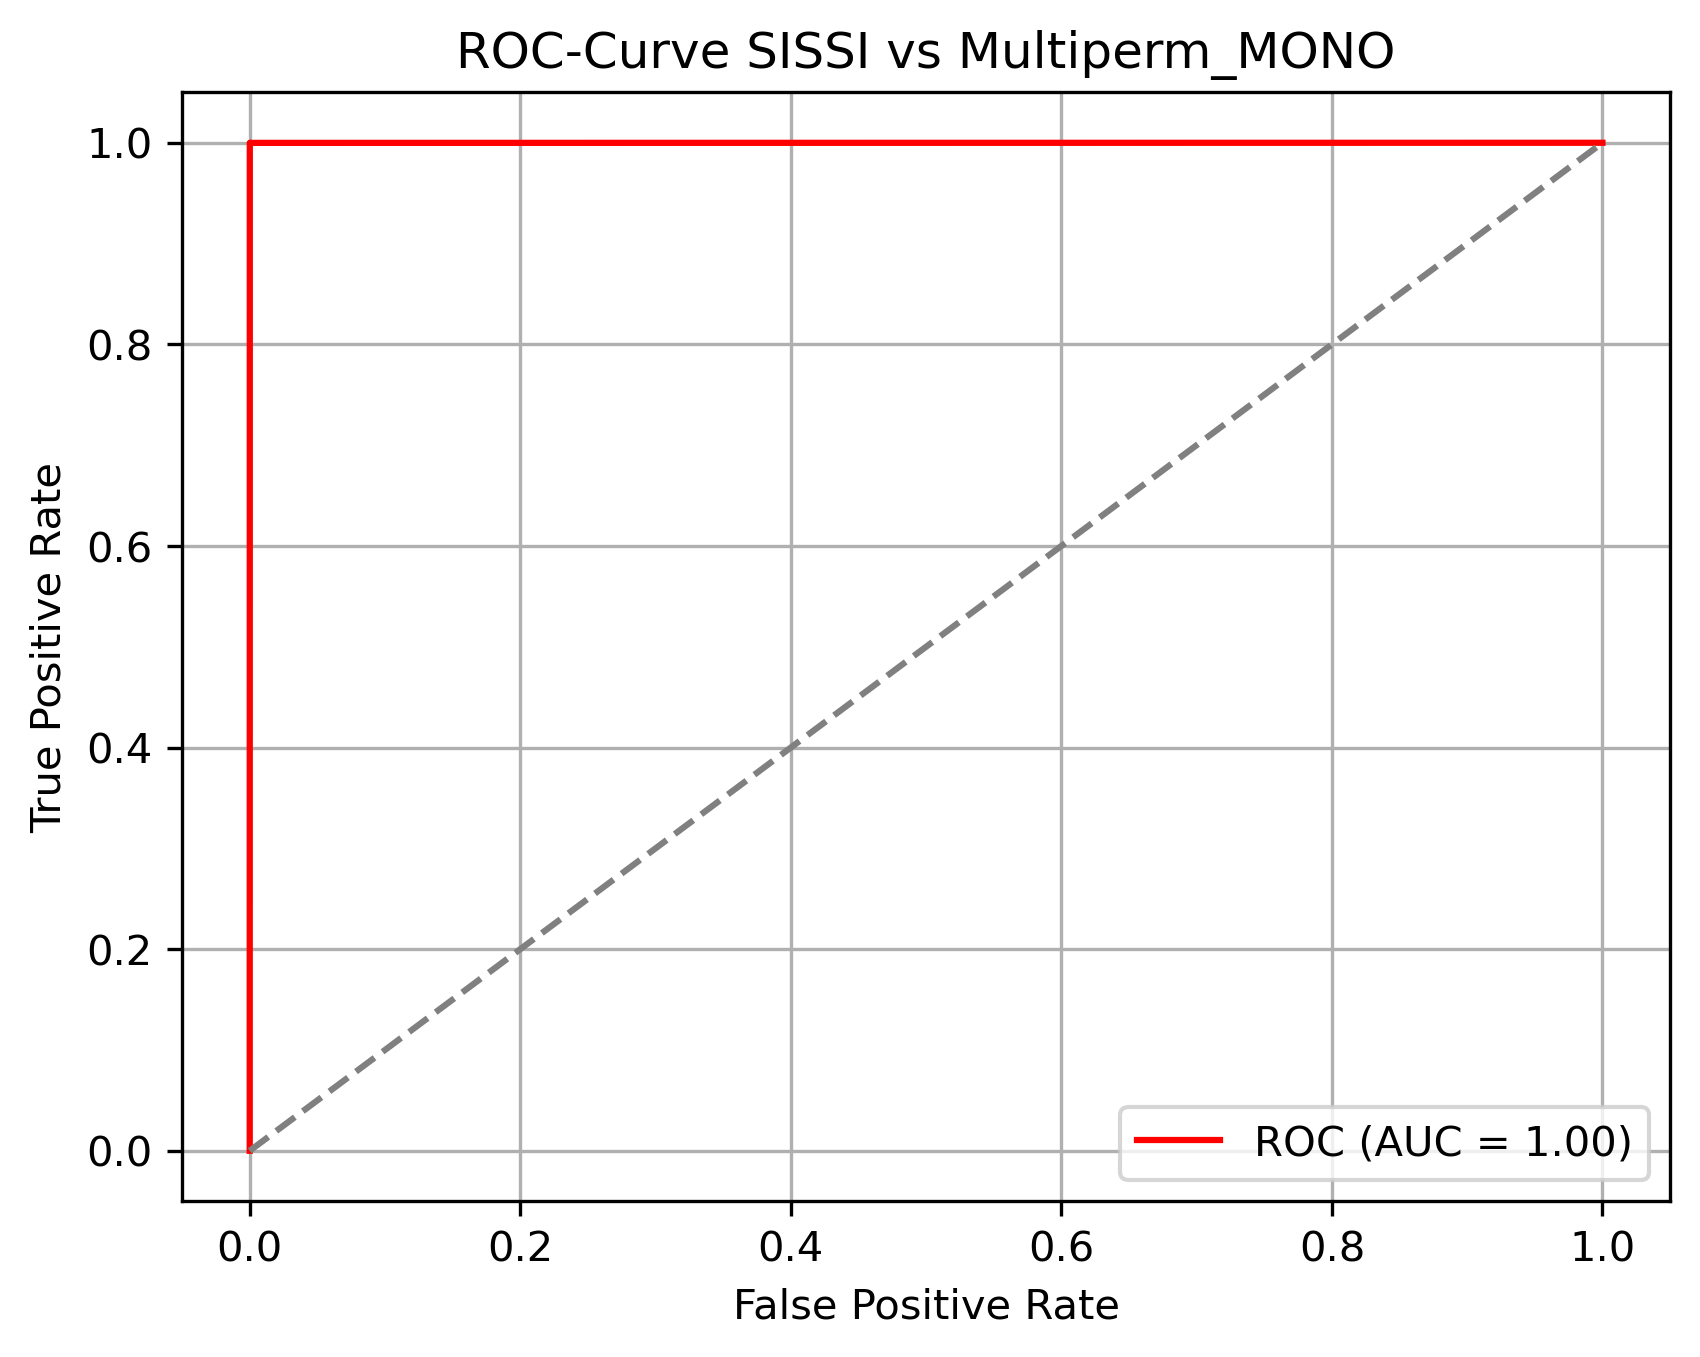 ROC-Curve SISSI vs Multiperm_MONO
True Positive Rate
1.0
0.8
0.6
0.4
0.2
0.0
ROC (AUC = 1.00)
0.0 0.2 0.4 0.6 0.8 1.0
False Positive Rate